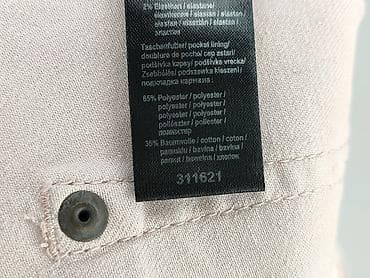 2% Elasthan / elastane /
elasthanne / elastan / elastan
/ elastan / elasztán / elastan
эластан
Taschenfutter / pocket lining/
doublure de poche/ cep astarı/
podšívka kapsy/ podšívka vrecka/
Zsebbélés/ podszewka kieszeni/
подкладка кармана :
65% Polyester / polyester /
polyester / polyester /
polyester / polyester /
poliészter / poliester /
полиэстер
35% Baumwolle / cotton / coton /
pamuklu / bavlna / bavlna /
pamut / bawełna / хлопок
311621